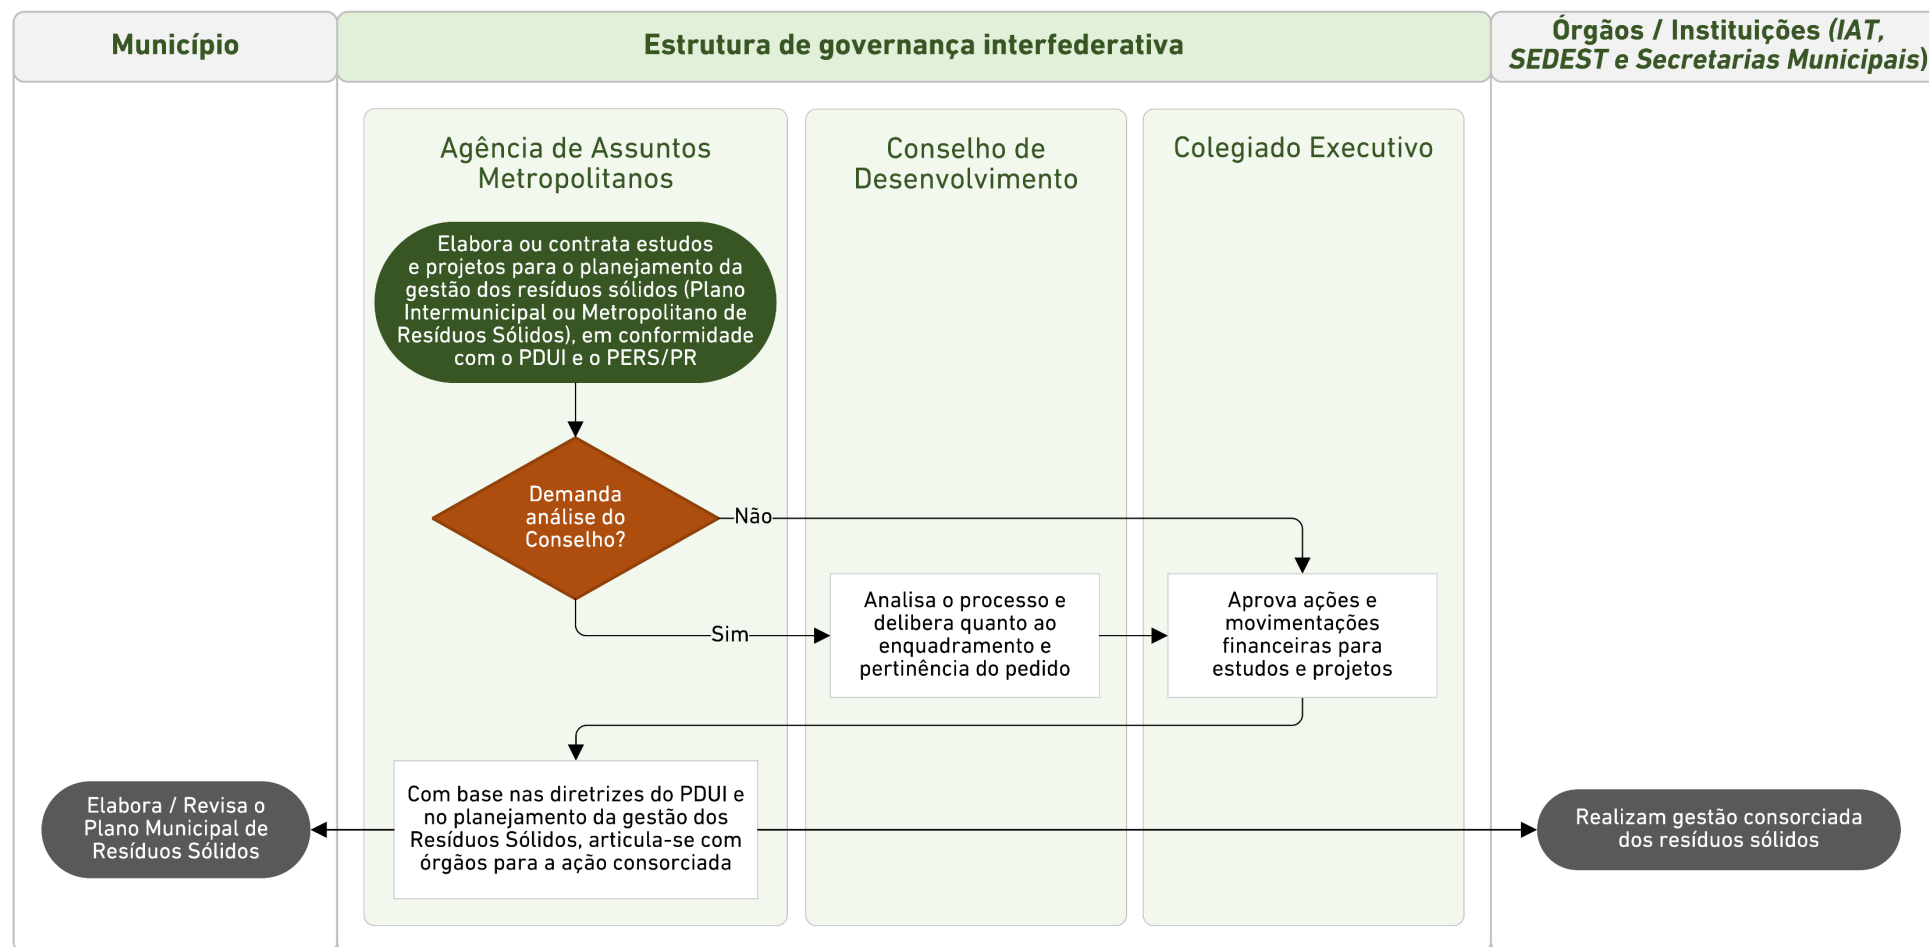 Município
Estrutura de governança interfederativa
Órgãos / Instituições (IAT,
SEDEST e Secretarias Municipais)
Agência de Assuntos
Metropolitanos
Conselho de
Desenvolvimento
Colegiado Executivo
Elabora ou contrata estudos
e projetos para o planejamento da
gestão dos resíduos sólidos (Plano
Intermunicipal ou Metropolitano de
Resíduos Sólidos), em conformidade
com o PDUI e o PERS/PR
Demanda
análise do
Conselho?
Não
Sim
Analisa o processo e
delibera quanto ao
enquadramento e
pertinência do pedido
Aprova ações e
movimentações
financeiras para
estudos e projetos
Elabora / Revisa o
Plano Municipal de
Resíduos Sólidos
Com base nas diretrizes do PDUI e
no planejamento da gestão dos
Resíduos Sólidos, articula-se com
órgãos para a ação consorciada
Realizam gestão consorciada
dos resíduos sólidos